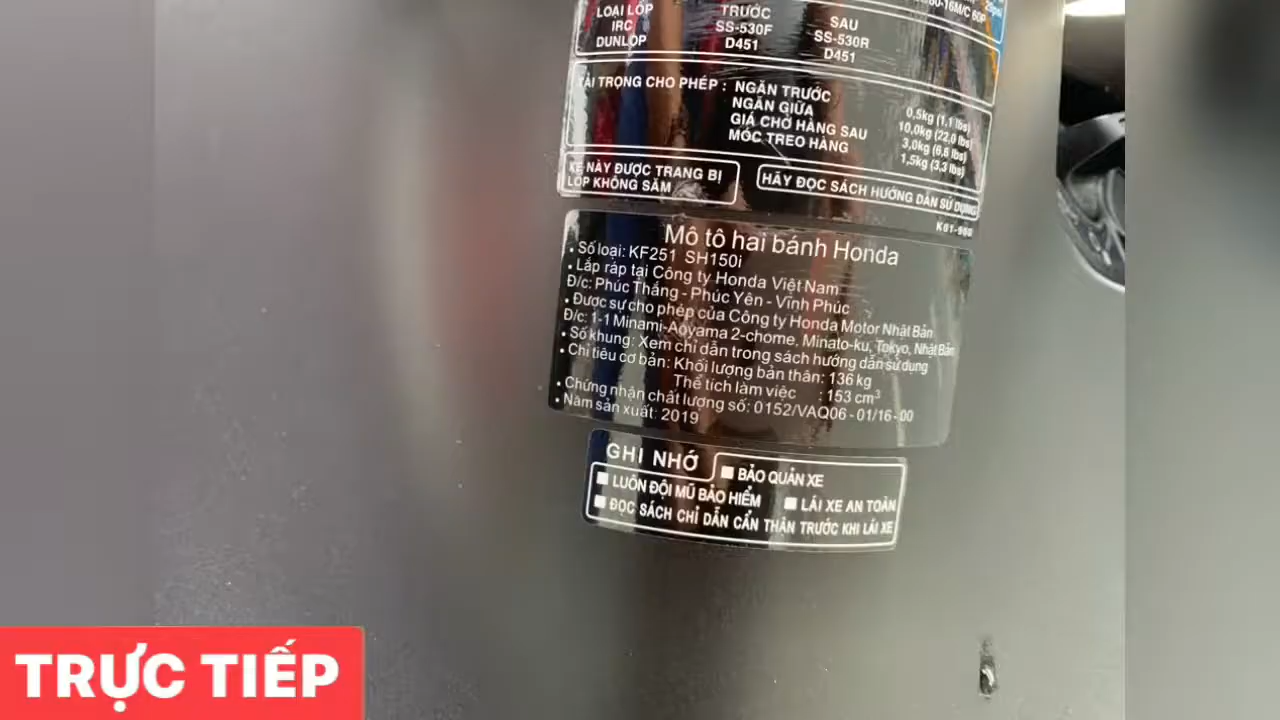 LOẠI LỐP TRƯỚC SAU
IRC SS-530F SS-530R
DUNLOP D451 D451
TẢI TRỌNG CHO PHÉP : NGĂN TRƯỚC 0,5kg (1.1 lbs)
NGĂN GIỮA 10,0kg (22,0 lbs)
GIÁ CHỞ HÀNG SAU 3,0kg (6,6 lbs)
MÓC TREO HÀNG 1,5kg (3,3 lbs)
XE NÀY ĐƯỢC TRANG BỊ
LỐP KHÔNG SĂM
HÃY ĐỌC SÁCH HƯỚNG DẪN SỬ DỤNG
Mô tô hai bánh Honda
• Số loại: KF251 SH150i
• Lắp ráp tại Công ty Honda Việt Nam
Đ/c: Phúc Thắng - Phúc Yên - Vĩnh Phúc
• Được sự cho phép của Công ty Honda Motor Nhật Bản
Đ/c: 1-1 Minami-Aoyama 2-chome, Minato-ku, Tokyo, Nhật Bản
• Số khung: Xem chỉ dẫn trong sách hướng dẫn sử dụng
• Chỉ tiêu cơ bản: Khối lượng bản thân: 136 kg
Thể tích làm việc : 153 cm³
• Chứng nhận chất lượng số: 0152/VAQ06 - 01/16 - 00
• Năm sản xuất: 2019
GHI NHỚ
BẢO QUẢN XE
LUÔN ĐỘI MŨ BẢO HIỂM
LÁI XE AN TOÀN
ĐỌC SÁCH CHỈ DẪN CẨN THẬN TRƯỚC KHI LÁI XE
TRỰC TIẾP